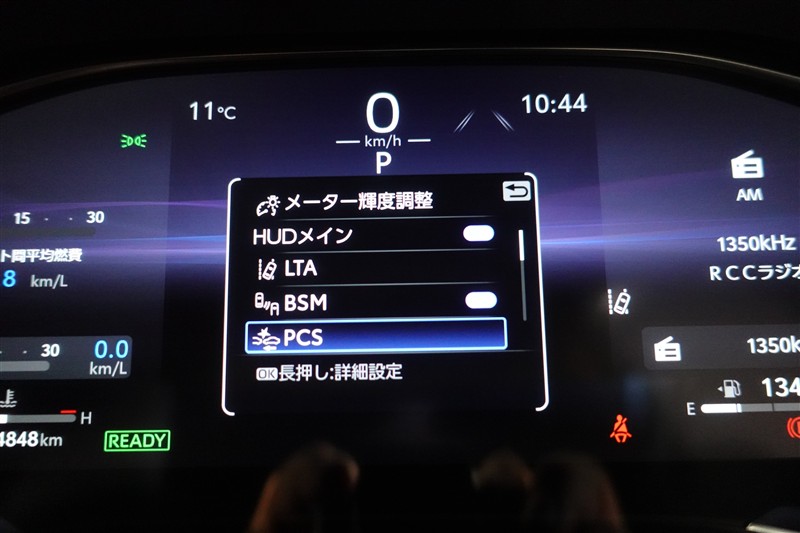 11°C
0
km/h
P
10:44
メーター輝度調整
HUDメイン
LTA
BSM
PCS
OK長押し:詳細設定
15 30
ト間平均燃費
8 km/L
30 0.0
km/L
H
4848km
READY
AM
1350kHz
RCCラジオ
1350k
134
E